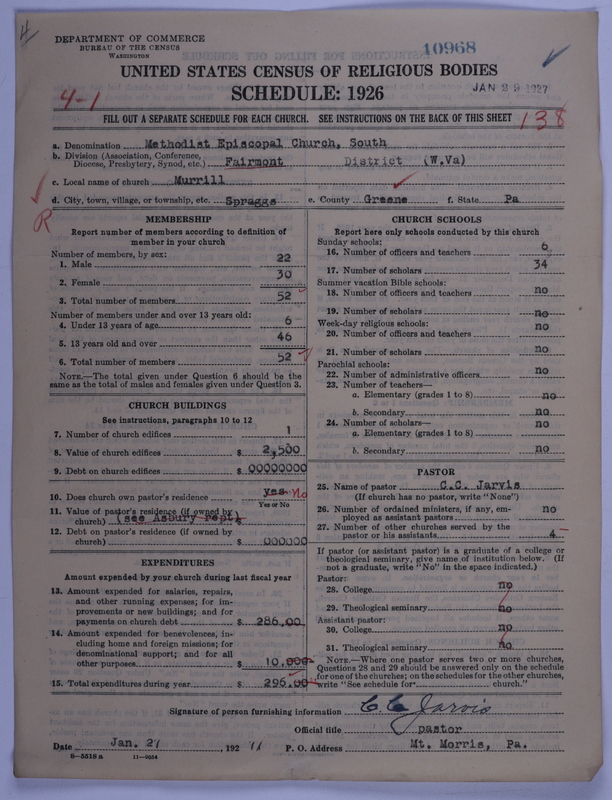 4
DEPARTMENT OF COMMERCE
BUREAU OF THE CENSUS
WASHINGTON
10968
JAN 29 1927
UNITED STATES CENSUS OF RELIGIOUS BODIES
SCHEDULE: 1926
4-1
FILL OUT A SEPARATE SCHEDULE FOR EACH CHURCH. SEE INSTRUCTIONS ON THE BACK OF THIS SHEET
138
a. Denomination Methodist Episcopal Church, South
b. Division (Association, Conference, Diocese, Presbytery, Synod, etc.) Fairmont District (W.Va)
c. Local name of church Murrill
d. City, town, village, or township, etc. Spraggs e. County Greene f. State Pa
R
MEMBERSHIP
Report number of members according to definition of
member in your church
Number of members, by sex:
1. Male 22
2. Female 30
3. Total number of members 52
Number of members under and over 13 years old:
4. Under 13 years of age 6
5. 13 years old and over 46
6. Total number of members 52
NOTE.—The total given under Question 6 should be the
same as the total of males and females given under Question 3.
CHURCH BUILDINGS
See instructions, paragraphs 10 to 12
7. Number of church edifices 1
8. Value of church edifices $ 2,500
9. Debt on church edifices $ 00000000
10. Does church own pastor's residence yes No
Yes or No
11. Value of pastor's residence (if owned by
church) (see Asbury rept) $
12. Debt on pastor's residence (if owned by
church) $ 000000
EXPENDITURES
Amount expended by your church during last fiscal year
13. Amount expended for salaries, repairs,
and other running expenses; for im-
provements or new buildings; and for
payments on church debt $ 286.00
14. Amount expended for benevolences, in-
cluding home and foreign missions; for
denominational support; and for all
other purposes $ 10.00
15. Total expenditures during year $ 296.00
CHURCH SCHOOLS
Report here only schools conducted by this church
Sunday schools:
16. Number of officers and teachers 6
17. Number of scholars 34
Summer vacation Bible schools:
18. Number of officers and teachers no
19. Number of scholars no
Week-day religious schools:
20. Number of officers and teachers no
21. Number of scholars no
Parochial schools:
22. Number of administrative officers no
23. Number of teachers—
a. Elementary (grades 1 to 8) no
b. Secondary no
24. Number of scholars—
a. Elementary (grades 1 to 8) no
b. Secondary no
PASTOR
25. Name of pastor C.C. Jarvis
(If church has no pastor, write "None")
26. Number of ordained ministers, if any, em-
ployed as assistant pastors no
27. Number of other churches served by the
pastor or his assistants 4
If pastor (or assistant pastor) is a graduate of a college or
theological seminary, give name of institution below. (If
not a graduate, write "No" in the space indicated.)
Pastor:
28. College no
29. Theological seminary no
Assistant pastor:
30. College no
31. Theological seminary no
NOTE.—Where one pastor serves two or more churches,
Questions 28 and 29 should be answered only on the schedule
for one of the churches; on the schedules for the other churches,
write "See schedule for church."
Signature of person furnishing information C. C. Jarvis
Official title pastor
Date Jan. 27, 192 P. O. Address Mt. Morris, Pa.
8-5518 a 11-9054